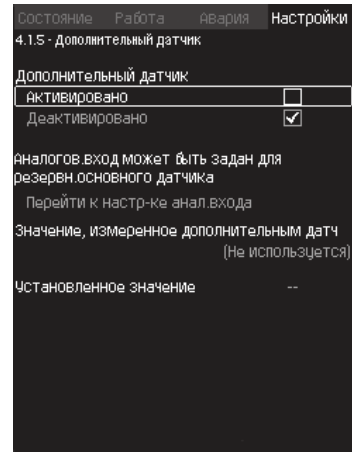 Состояние Работа Авария Настройки
4.1.5 - Дополнительный датчик
Дополнительный датчик
Активировано
Деактивировано
Аналогов.вход может быть задан для
резервн.основного датчика
Перейти к настр-ке анал.входа
Значение, измеренное дополнительным датч
(Не используется)
Установленное значение --